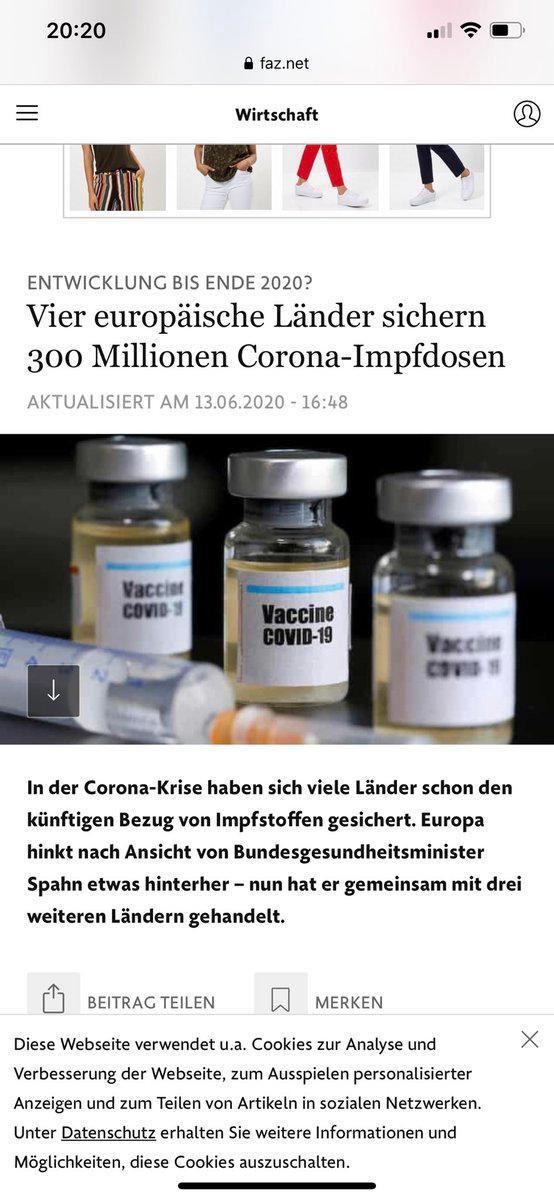 20:20
faz.net
Wirtschaft
ENTWICKLUNG BIS ENDE 2020?
Vier europäische Länder sichern
300 Millionen Corona-Impfdosen
AKTUALISIERT AM 13.06.2020 - 16:48
Vaccine
COVID-19
Vaccine
COVID-19
Vaccine
COVID-19
In der Corona-Krise haben sich viele Länder schon den
künftigen Bezug von Impfstoffen gesichert. Europa
hinkt nach Ansicht von Bundesgesundheitsminister
Spahn etwas hinterher – nun hat er gemeinsam mit drei
weiteren Ländern gehandelt.
BEITRAG TEILEN
MERKEN
Diese Webseite verwendet u.a. Cookies zur Analyse und
Verbesserung der Webseite, zum Ausspielen personalisierter
Anzeigen und zum Teilen von Artikeln in sozialen Netzwerken.
Unter Datenschutz erhalten Sie weitere Informationen und
Möglichkeiten, diese Cookies auszuschalten.